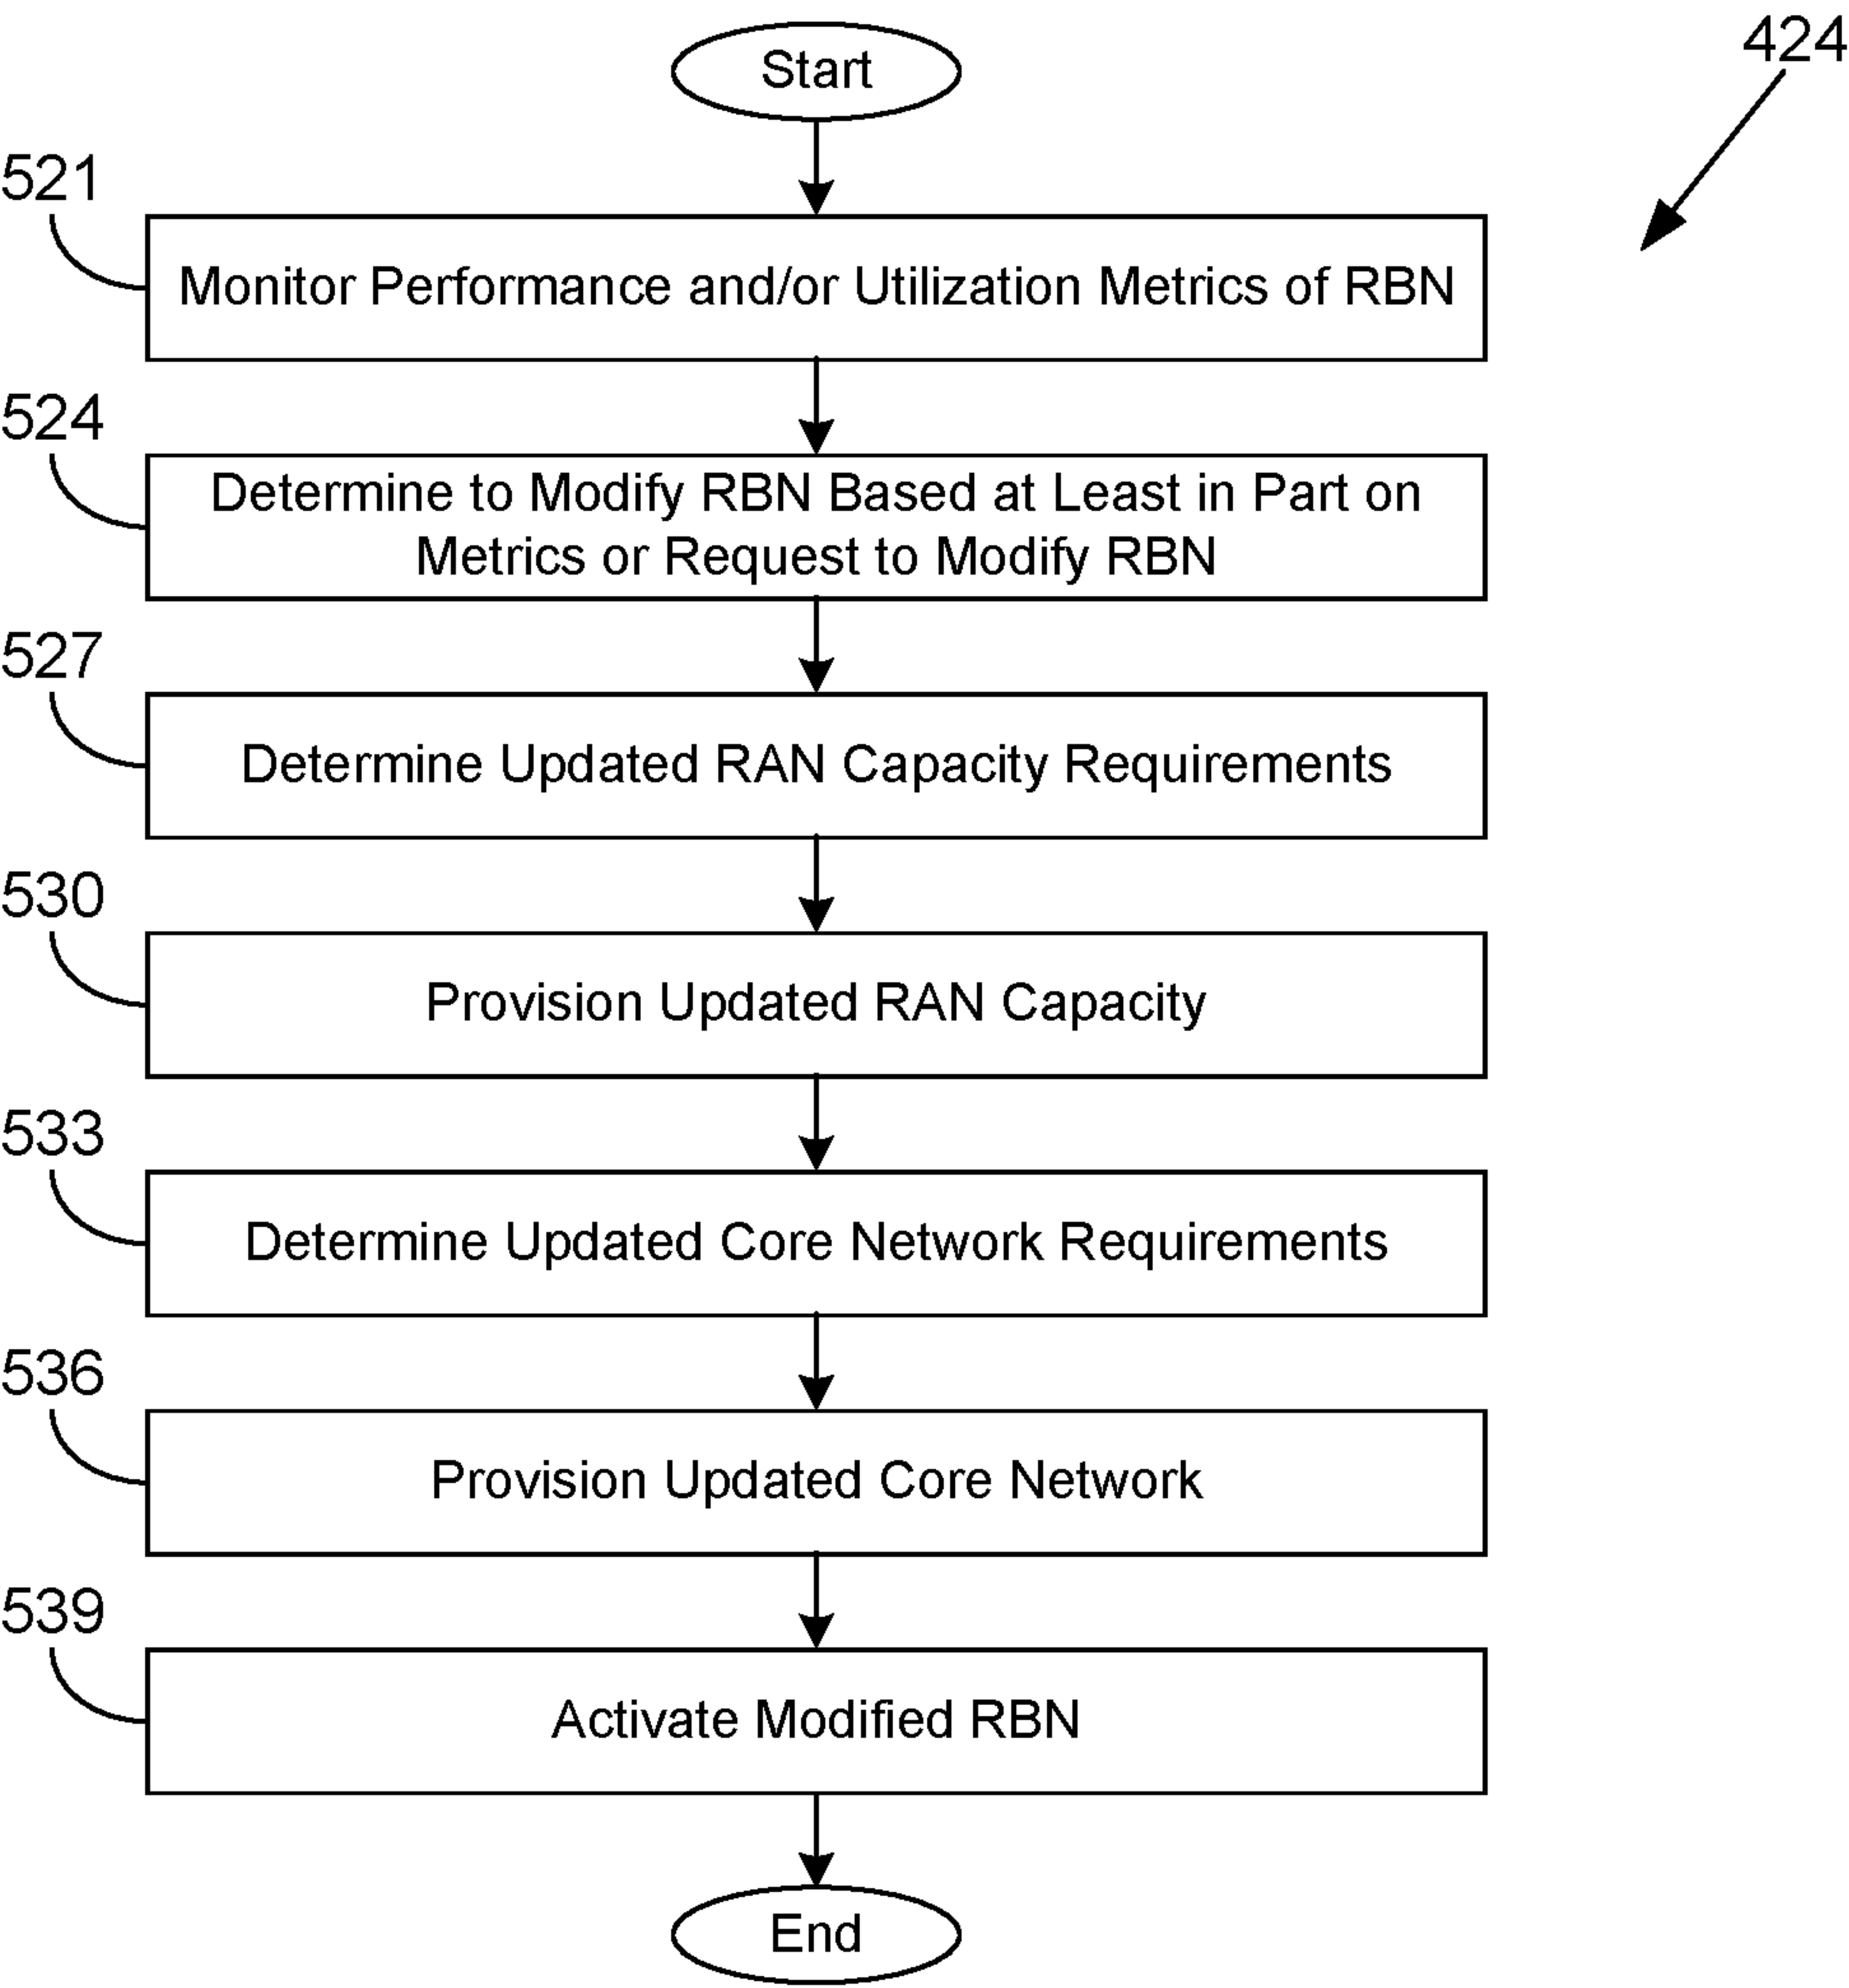 Start
424
521
Monitor Performance and/or Utilization Metrics of RBN
524
Determine to Modify RBN Based at Least in Part on
Metrics or Request to Modify RBN
527
Determine Updated RAN Capacity Requirements
530
Provision Updated RAN Capacity
533
Determine Updated Core Network Requirements
536
Provision Updated Core Network
539
Activate Modified RBN
End